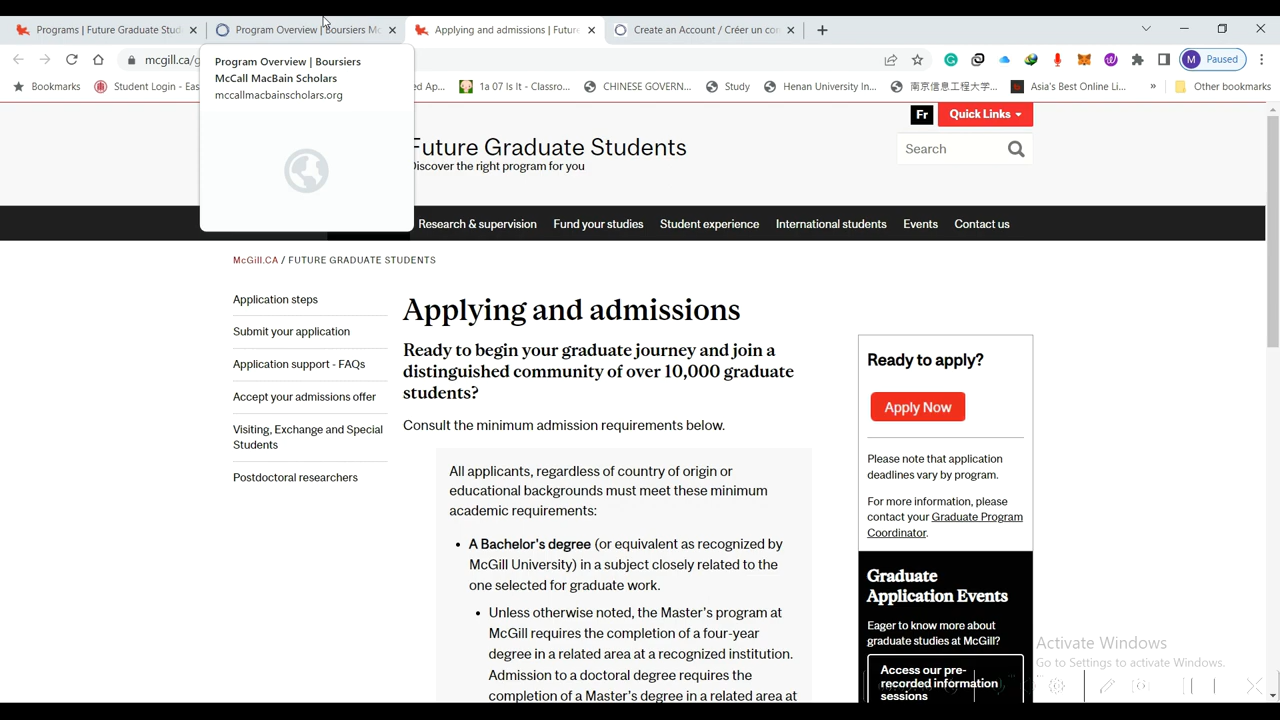 Programs | Future Graduate Stud
Program Overview | Boursiers Mc
Applying and admissions | Future
Create an Account / Créer un con
mcgill.ca/g
Paused
Bookmarks
Student Login - Eas
ed Ap...
1a 07 Is It - Classro...
CHINESE GOVERN...
Study
Henan University In...
南京信息工程大学...
Asia's Best Online Li...
»
Other bookmarks
Program Overview | Boursiers
McCall MacBain Scholars
mccallmacbainscholars.org
Fr
Quick Links
Future Graduate Students
Discover the right program for you
Search
Research & supervision
Fund your studies
Student experience
International students
Events
Contact us
McGill.CA / FUTURE GRADUATE STUDENTS
Application steps
Submit your application
Application support - FAQs
Accept your admissions offer
Visiting, Exchange and Special
Students
Postdoctoral researchers
Applying and admissions
Ready to begin your graduate journey and join a
distinguished community of over 10,000 graduate
students?
Consult the minimum admission requirements below.
All applicants, regardless of country of origin or
educational backgrounds must meet these minimum
academic requirements:
• A Bachelor's degree (or equivalent as recognized by
McGill University) in a subject closely related to the
one selected for graduate work.
• Unless otherwise noted, the Master's program at
McGill requires the completion of a four-year
degree in a related area at a recognized institution.
Admission to a doctoral degree requires the
completion of a Master's degree in a related area at
Ready to apply?
Apply Now
Please note that application
deadlines vary by program.
For more information, please
contact your Graduate Program
Coordinator.
Graduate
Application Events
Eager to know more about
graduate studies at McGill?
Access our pre-
recorded information
sessions
Activate Windows
Go to Settings to activate Windows.